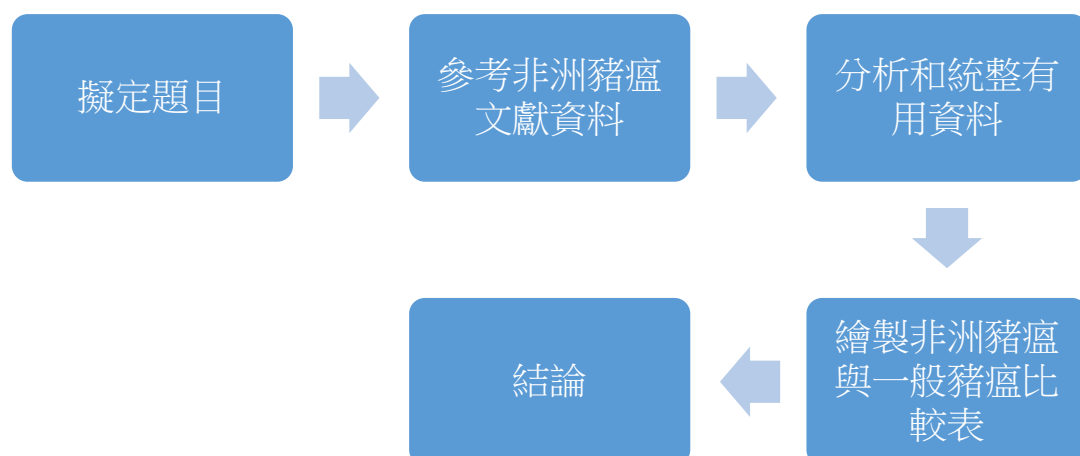 擬定題目
參考非洲豬瘟
文獻資料
分析和統整有
用資料
繪製非洲豬瘟
與一般豬瘟比
較表
結論